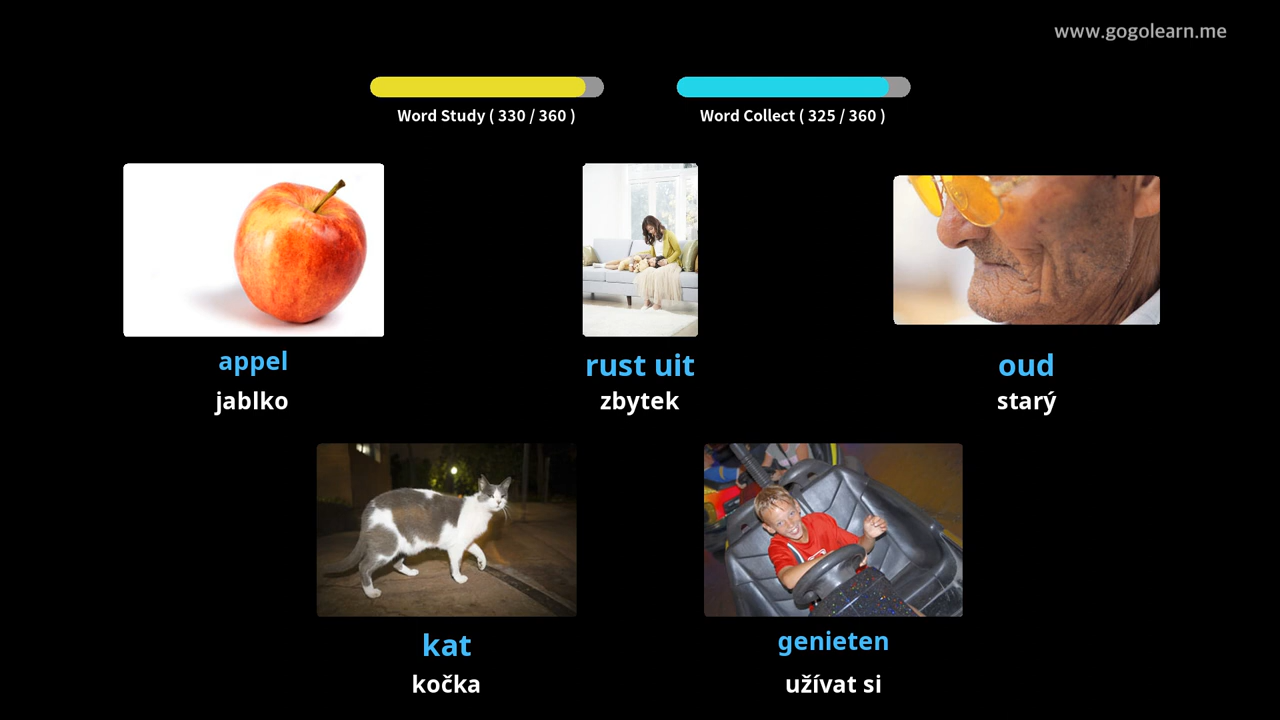 www.gogolearn.me
Word Study ( 330 / 360 )
Word Collect ( 325 / 360 )
appel
jablko
rust uit
zbytek
oud
starý
kat
kočka
genieten
užívat si